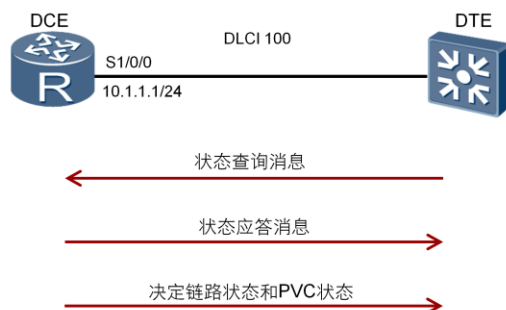 DCE
DTE
DLCI 100
S1/0/0
10.1.1.1/24
R
状态查询消息
状态应答消息
决定链路状态和PVC状态